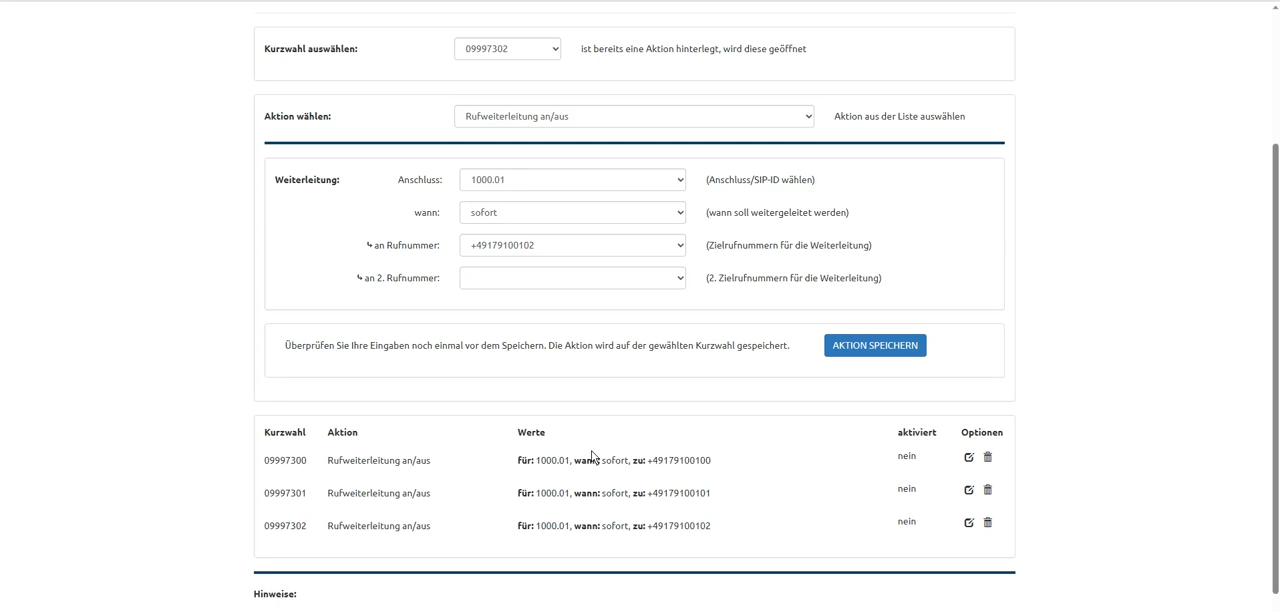 Kurzwahl auswählen: 09997302 ist bereits eine Aktion hinterlegt, wird diese geöffnet
Aktion wählen: Rufweiterleitung an/aus Aktion aus der Liste auswählen
Weiterleitung: Anschluss: 1000.01 (Anschluss/SIP-ID wählen)
wann: sofort (wann soll weitergeleitet werden)
↳ an Rufnummer: +49179100102 (Zielrufnummern für die Weiterleitung)
↳ an 2. Rufnummer: (2. Zielrufnummern für die Weiterleitung)
Überprüfen Sie Ihre Eingaben noch einmal vor dem Speichern. Die Aktion wird auf der gewählten Kurzwahl gespeichert. AKTION SPEICHERN
Kurzwahl Aktion Werte aktiviert Optionen
09997300 Rufweiterleitung an/aus für: 1000.01, wann: sofort, zu: +49179100100 nein
09997301 Rufweiterleitung an/aus für: 1000.01, wann: sofort, zu: +49179100101 nein
09997302 Rufweiterleitung an/aus für: 1000.01, wann: sofort, zu: +49179100102 nein
Hinweise: